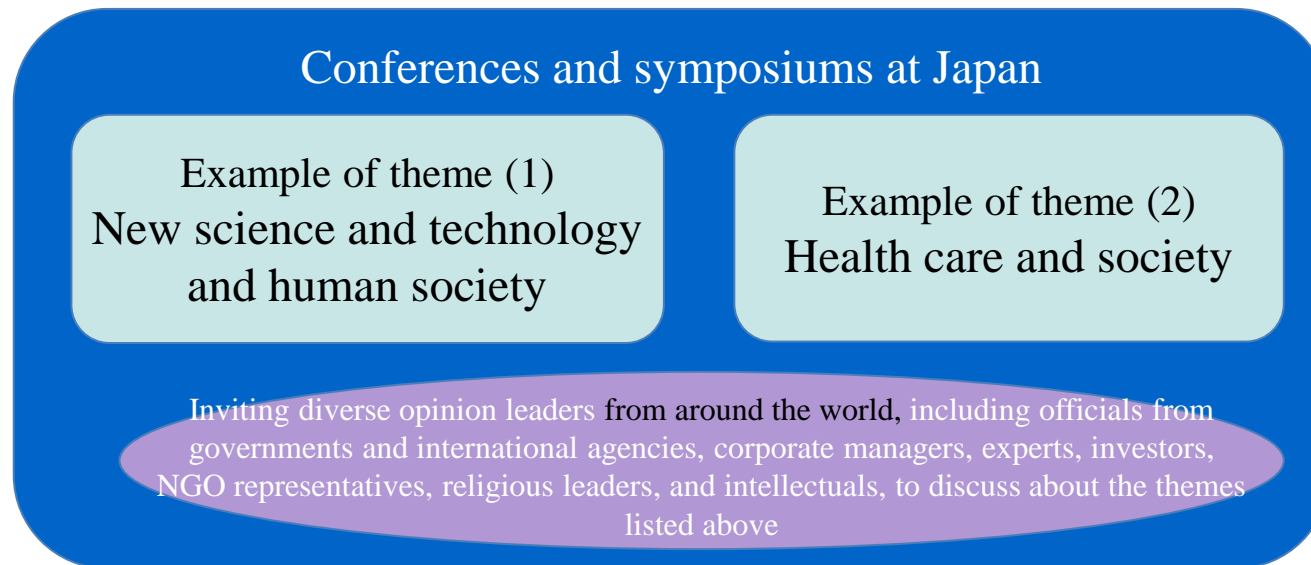 Conferences and symposiums at Japan
Example of theme (1)
New science and technology
and human society
Example of theme (2)
Health care and society
Inviting diverse opinion leaders from around the world, including officials from
governments and international agencies, corporate managers, experts, investors,
NGO representatives, religious leaders, and intellectuals, to discuss about the themes
listed above